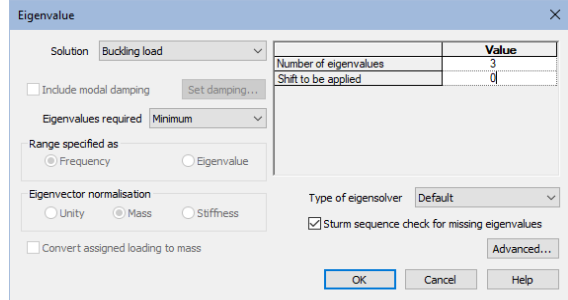 Eigenvalue
Solution Buckling load
Value
Number of eigenvalues 3
Shift to be applied 0
Include modal damping Set damping...
Eigenvalues required Minimum
Range specified as
Frequency Eigenvalue
Eigenvector normalisation
Unity Mass Stiffness
Convert assigned loading to mass
Type of eigensolver Default
Sturm sequence check for missing eigenvalues
Advanced...
OK Cancel Help